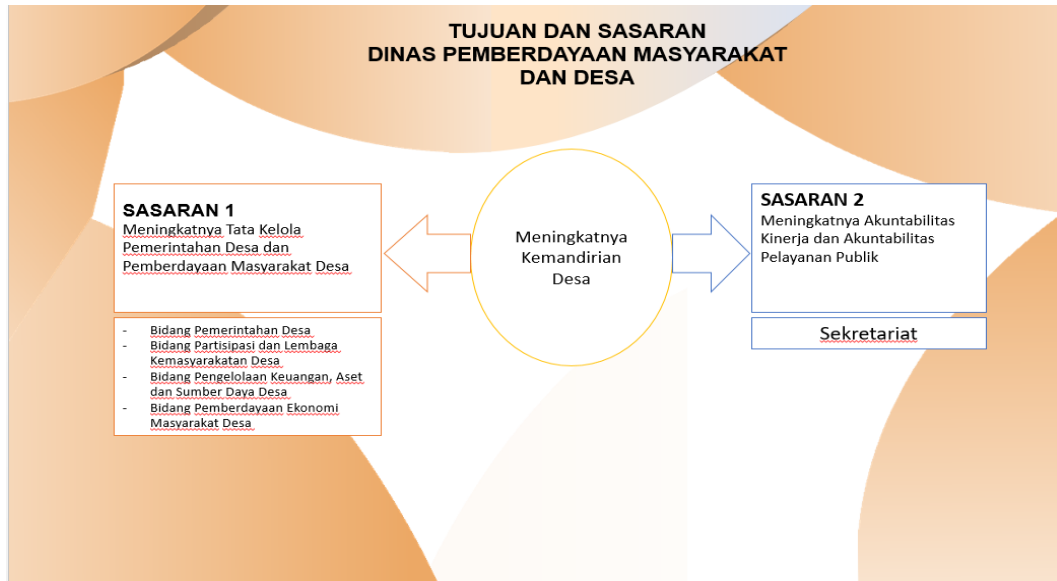 TUJUAN DAN SASARAN
DINAS PEMBERDAYAAN MASYARAKAT
DAN DESA
SASARAN 1
Meningkatnya Tata Kelola
Pemerintahan Desa dan
Pemberdayaan Masyarakat Desa
- Bidang Pemerintahan Desa
- Bidang Partisipasi dan Lembaga
Kemasyarakatan Desa
- Bidang Pengelolaan Keuangan, Aset
dan Sumber Daya Desa
- Bidang Pemberdayaan Ekonomi
Masyarakat Desa
Meningkatnya
Kemandirian
Desa
SASARAN 2
Meningkatnya Akuntabilitas
Kinerja dan Akuntabilitas
Pelayanan Publik
Sekretariat